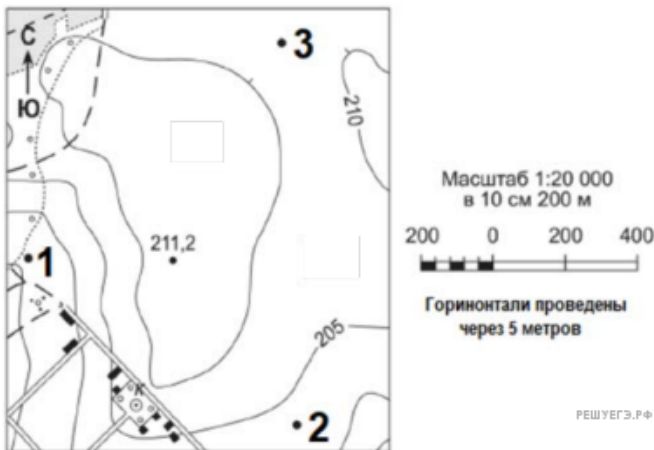 С
Ю
3
210
211,2
1
205
2
Масштаб 1:20 000
в 10 см 200 м
200 0 200 400
Горинонтали проведены
через 5 метров
РЕШУЕГЭ.РФ